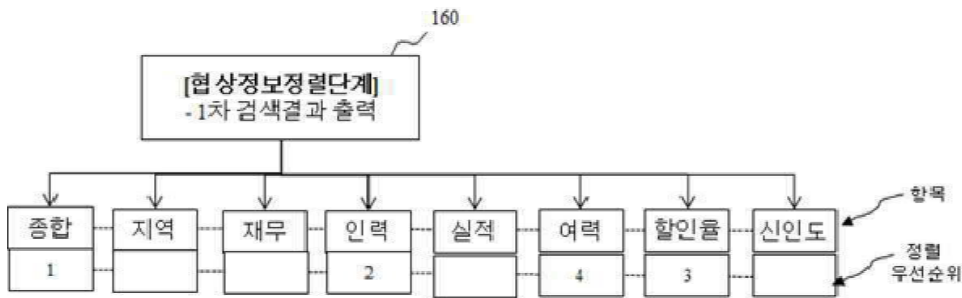 160
[협상정보정렬단계]
- 1차 검색결과 출력
종합 지역 재무 인력 실적 여력 할인율 신인도
항목
1 2 4 3
정렬
우선순위